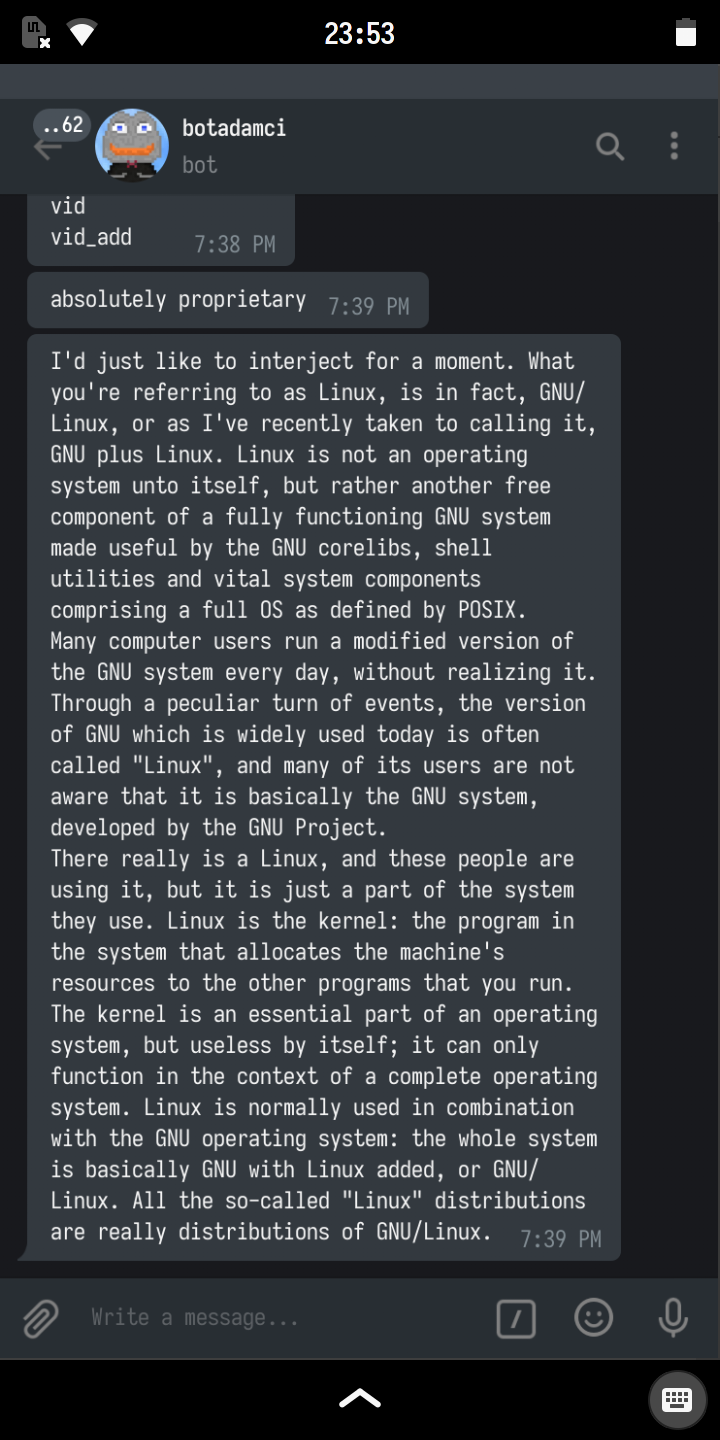 23:53
..62
botadamci
bot
vid
vid_add
7:38 PM
absolutely proprietary
7:39 PM
I'd just like to interject for a moment. What
you're referring to as Linux, is in fact, GNU/
Linux, or as I've recently taken to calling it,
GNU plus Linux. Linux is not an operating
system unto itself, but rather another free
component of a fully functioning GNU system
made useful by the GNU corelibs, shell
utilities and vital system components
comprising a full OS as defined by POSIX.
Many computer users run a modified version of
the GNU system every day, without realizing it.
Through a peculiar turn of events, the version
of GNU which is widely used today is often
called "Linux", and many of its users are not
aware that it is basically the GNU system,
developed by the GNU Project.
There really is a Linux, and these people are
using it, but it is just a part of the system
they use. Linux is the kernel: the program in
the system that allocates the machine's
resources to the other programs that you run.
The kernel is an essential part of an operating
system, but useless by itself; it can only
function in the context of a complete operating
system. Linux is normally used in combination
with the GNU operating system: the whole system
is basically GNU with Linux added, or GNU/
Linux. All the so-called "Linux" distributions
are really distributions of GNU/Linux.
7:39 PM
Write a message...